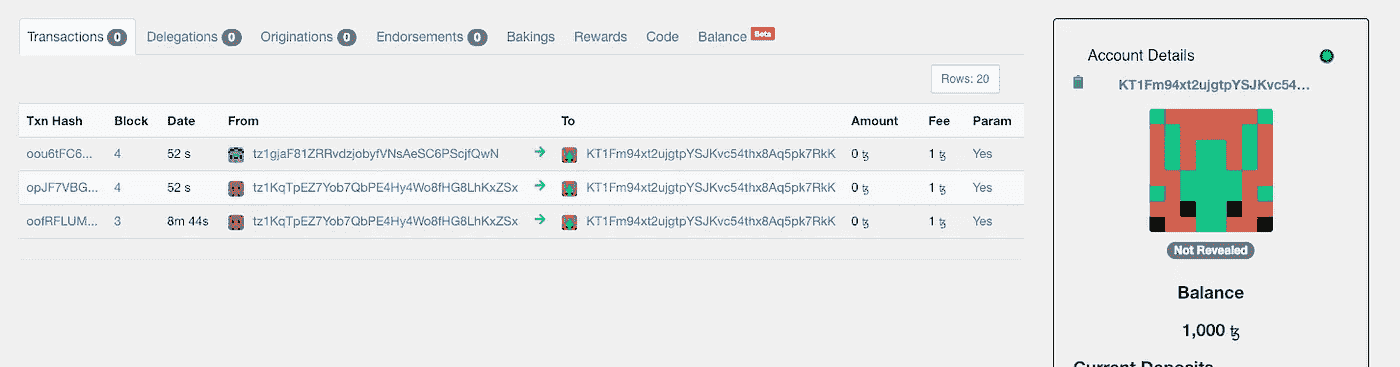 Transactions 0 Delegations 0 Originations 0 Endorsements 0 Bakings Rewards Code Balance Beta
Rows: 20
Txn Hash Block Date From To Amount Fee Param
oou6tFC6... 4 52 s tz1gjaF81ZRRvdzjobyfVNsAeSC6PScjfQwN KT1Fm94xt2ujgtpYSJKvc54thx8Aq5pk7RkK 0 ꜩ 1 ꜩ Yes
opJF7VBG... 4 52 s tz1KqTpEZ7Yob7QbPE4Hy4Wo8fHG8LhKxZSx KT1Fm94xt2ujgtpYSJKvc54thx8Aq5pk7RkK 0 ꜩ 1 ꜩ Yes
oofRFLUM... 3 8m 44s tz1KqTpEZ7Yob7QbPE4Hy4Wo8fHG8LhKxZSx KT1Fm94xt2ujgtpYSJKvc54thx8Aq5pk7RkK 0 ꜩ 1 ꜩ Yes
Account Details
KT1Fm94xt2ujgtpYSJKvc54...
Not Revealed
Balance
1,000 ꜩ
Current Deposits